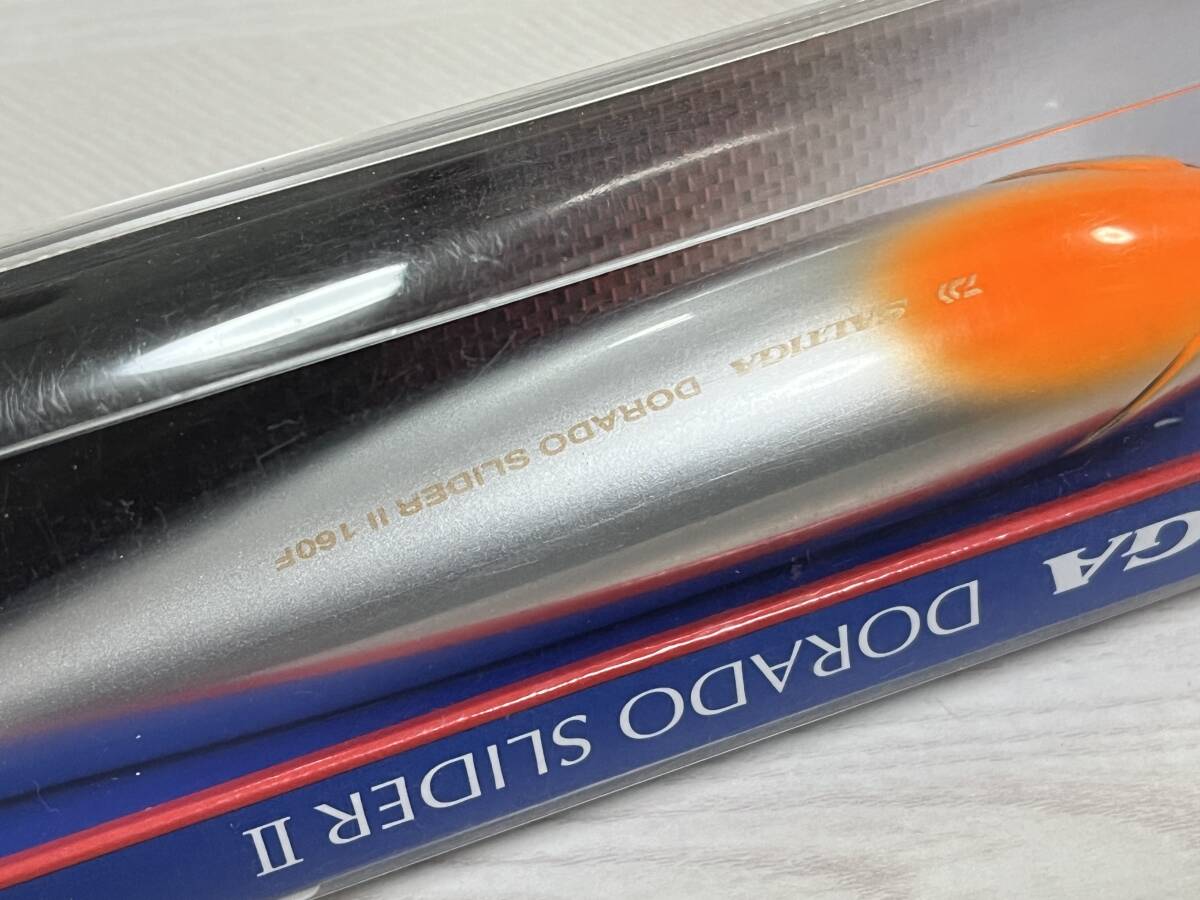 SALTIGA DORADO SLIDER II 160F
GA DORADO SLIDER II